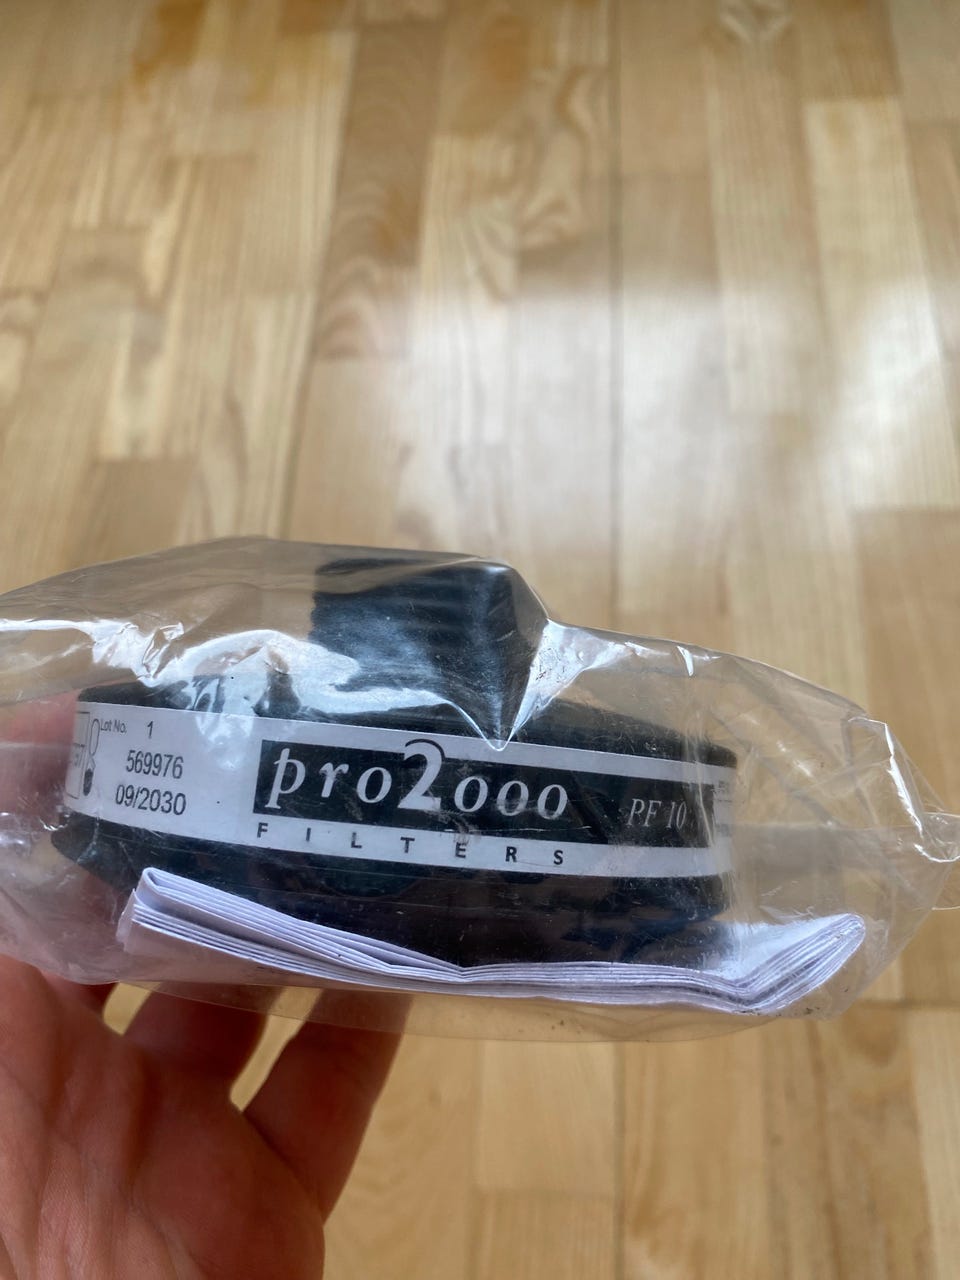 Lot No. 1
569976
09/2030
pro2000
FILTERS
PF 10